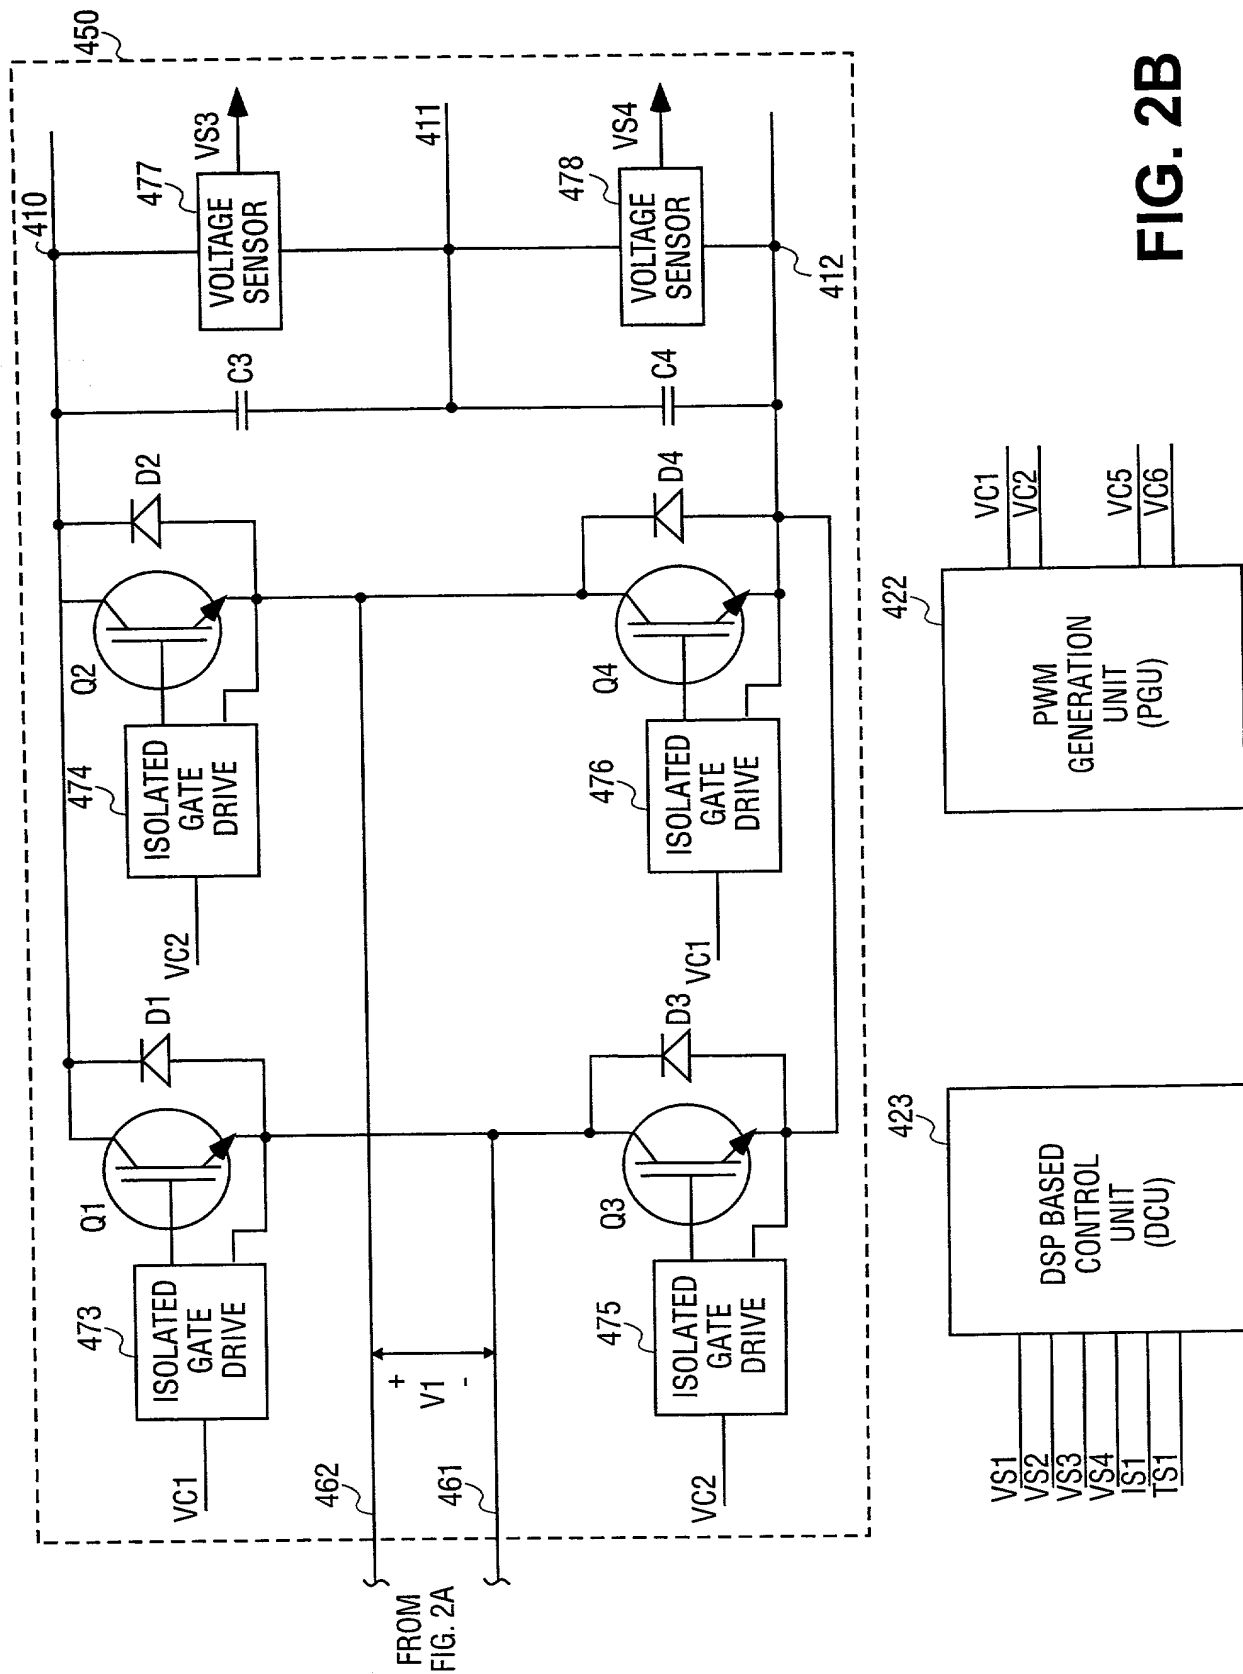 450
410
477
VOLTAGE
SENSOR
VS3
411
478
VOLTAGE
SENSOR
VS4
412
C3
C4
D2
Q2
474
ISOLATED
GATE
DRIVE
VC2
D4
Q4
476
ISOLATED
GATE
DRIVE
VC1
D1
Q1
473
ISOLATED
GATE
DRIVE
VC1
D3
Q3
475
ISOLATED
GATE
DRIVE
VC2
462
+
V1
-
461
FROM
FIG. 2A
423
DSP BASED
CONTROL
UNIT
(DCU)
VS1
VS2
VS3
VS4
IS1
TS1
422
PWM
GENERATION
UNIT
(PGU)
VC1
VC2
VC5
VC6
FIG. 2B